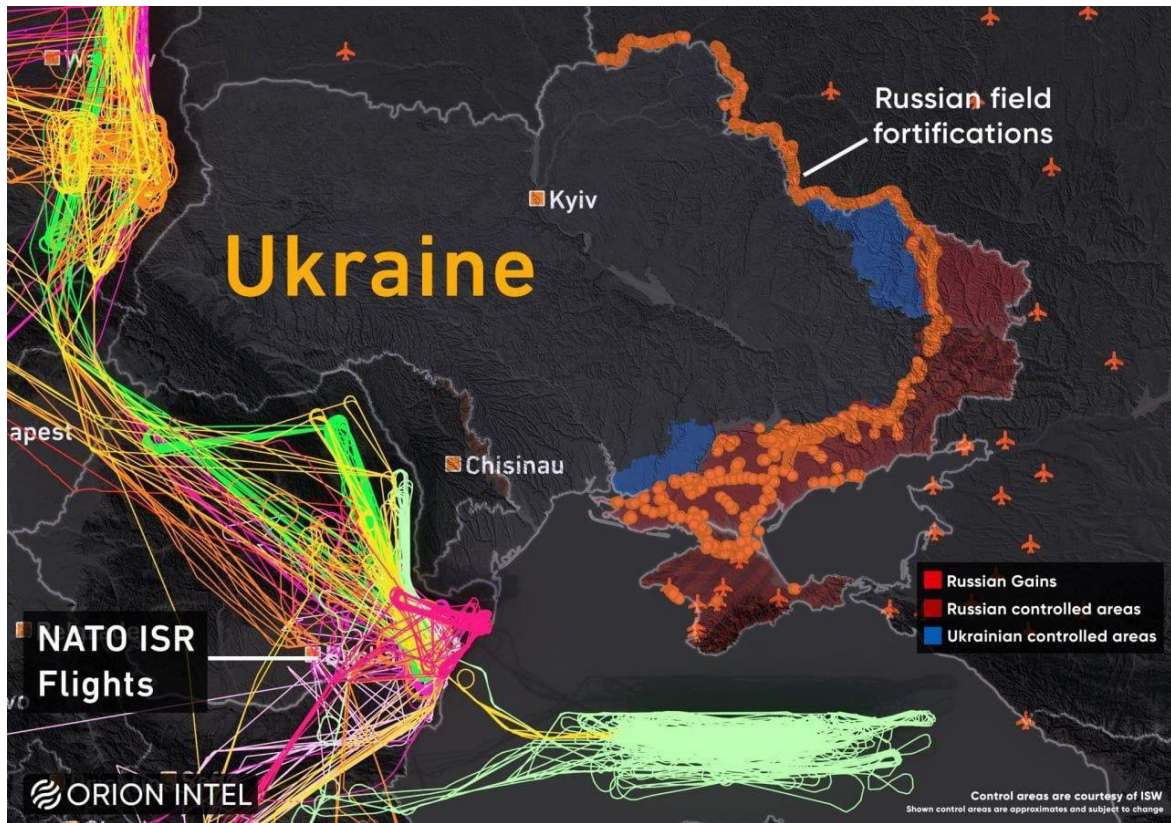 Russian field
fortifications
Kyiv
Ukraine
apest
Chisinau
Russian Gains
Russian controlled areas
Ukrainian controlled areas
NATO ISR
Flights
vo
ORION INTEL
Control areas are courtesy of ISW
Shown control areas are approximates and subject to change